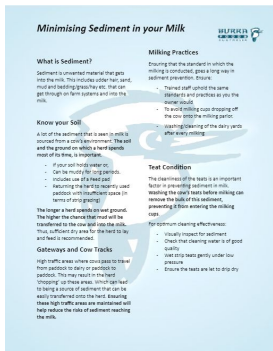 Minimising Sediment in your Milk
BURRA
FOODS
AUSTRALIA
What is Sediment?
Sediment is unwanted material that gets
into the milk. This includes udder hair, sand,
mud and bedding/grass/hay etc. that can
get through on farm systems and into the
milk.
Know your Soil
A lot of the sediment that is seen in milk is
sourced from a cow's environment. The soil
and the ground on which a herd spends
most of its time, is important.
- If your soil holds water or,
- Can be muddy for long periods.
- Includes use of a Feed pad.
- Returning the herd to recently used
paddock with insufficient space (in
terms of strip grazing)
The longer a herd spends on wet ground.
The higher the chance that mud will be
transferred to the cow and into the milk.
Thus, sufficient dry area for the herd to lay
and feed is recommended.
Gateways and Cow Tracks
High traffic areas where cows pass to travel
from paddock to dairy or paddock to
paddock. This may result in the herd
'chopping' up these areas. Which can lead
to being a source of sediment that can be
easily transferred onto the herd. Ensuring
these high traffic areas are maintained will
help reduce the risks of sediment reaching
the milk.
Milking Practices
Ensuring that the standard in which the
milking is conducted, goes a long way in
sediment prevention. Ensure:
- Trained staff uphold the same
standards and practices as you the
owner would
- To avoid milking cups dropping off
the cow onto the milking parlor.
- Washing/cleaning of the dairy yards
after every milking
Teat Condition
The cleanliness of the teats is an important
factor in preventing sediment in milk.
Washing the cow's teats before milking can
remove the bulk of this sediment,
preventing it from entering the milking
cups.
For optimum cleaning effectiveness:
- Visually inspect for sediment
- Check that cleaning water is of good
quality
- Wet strip teats gently under low
pressure
- Ensure the teats are let to drip dry